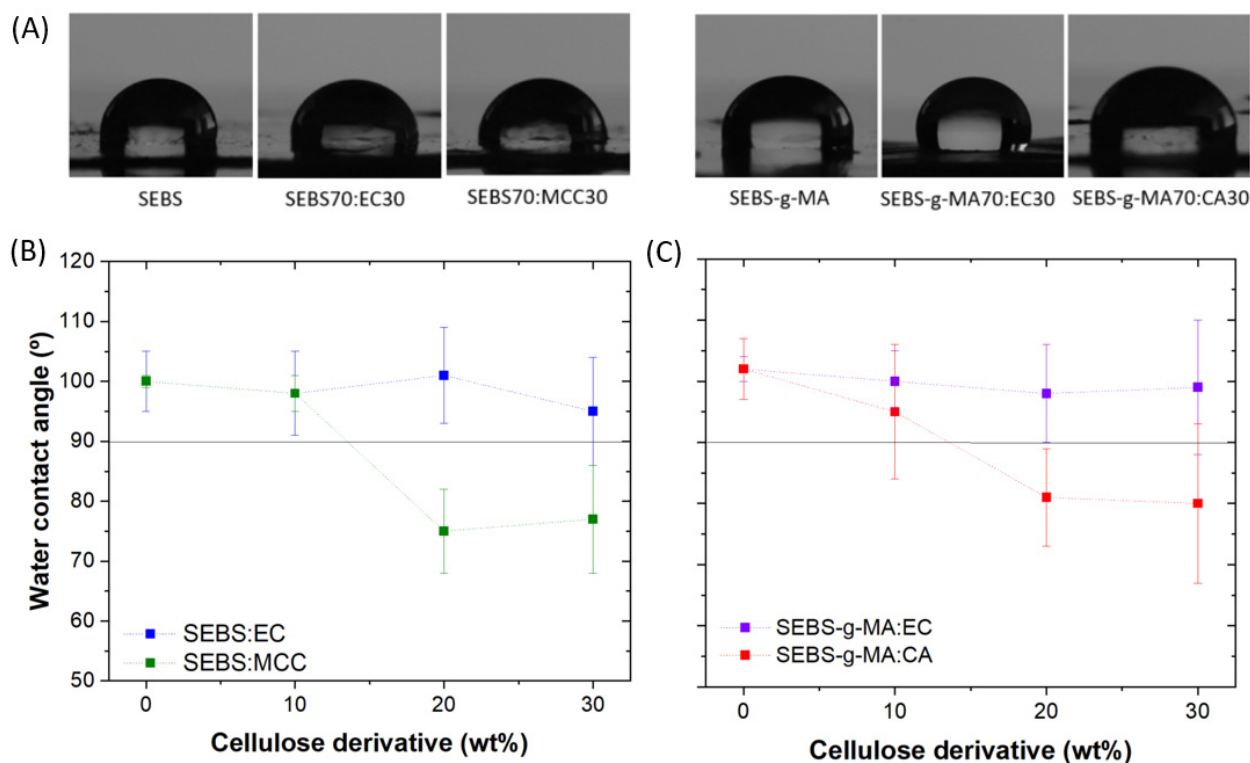 (A)
SEBS
SEBS70:EC30
SEBS70:MCC30
SEBS-g-MA
SEBS-g-MA70:EC30
SEBS-g-MA70:CA30
(B)
Water contact angle (º)
120
110
100
90
80
70
60
50
SEBS:EC
SEBS:MCC
0
10
20
30
Cellulose derivative (wt%)
(C)
SEBS-g-MA:EC
SEBS-g-MA:CA
0
10
20
30
Cellulose derivative (wt%)